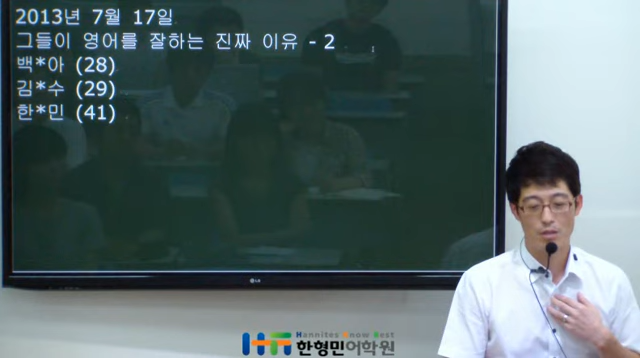 2013년 7월 17일
그들이 영어를 잘하는 진짜 이유 - 2
백*아 (28)
김*수 (29)
한*민 (41)
LG
Hannites Know Best
한형민어학원